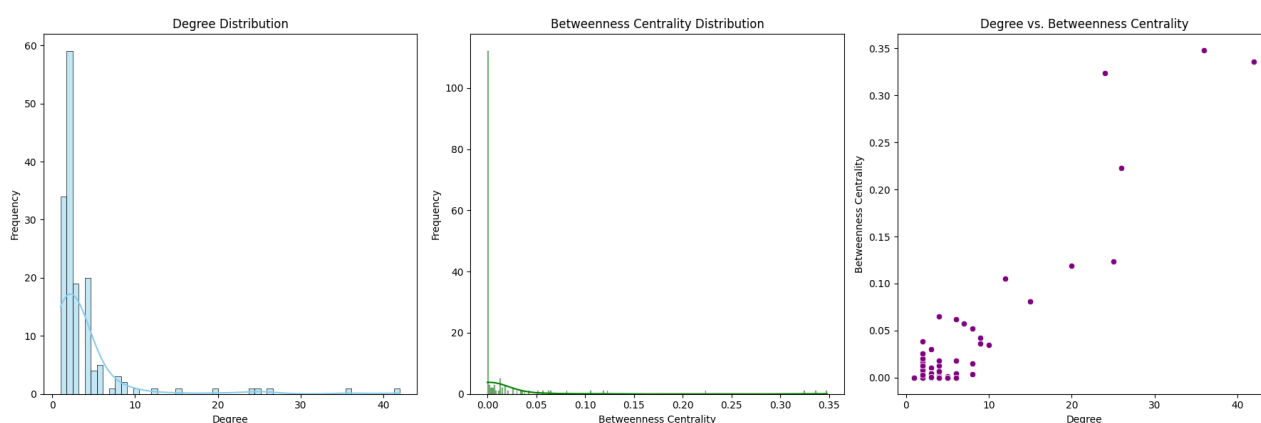 Degree Distribution
60
50
40
30
20
10
0
Frequency
0 10 20 30 40
Degree
Betweenness Centrality Distribution
100
80
60
40
20
0
Frequency
0.00 0.05 0.10 0.15 0.20 0.25 0.30 0.35
Betweenness Centrality
Degree vs. Betweenness Centrality
0.35
0.30
0.25
0.20
0.15
0.10
0.05
0.00
Betweenness Centrality
0 10 20 30 40
Degree